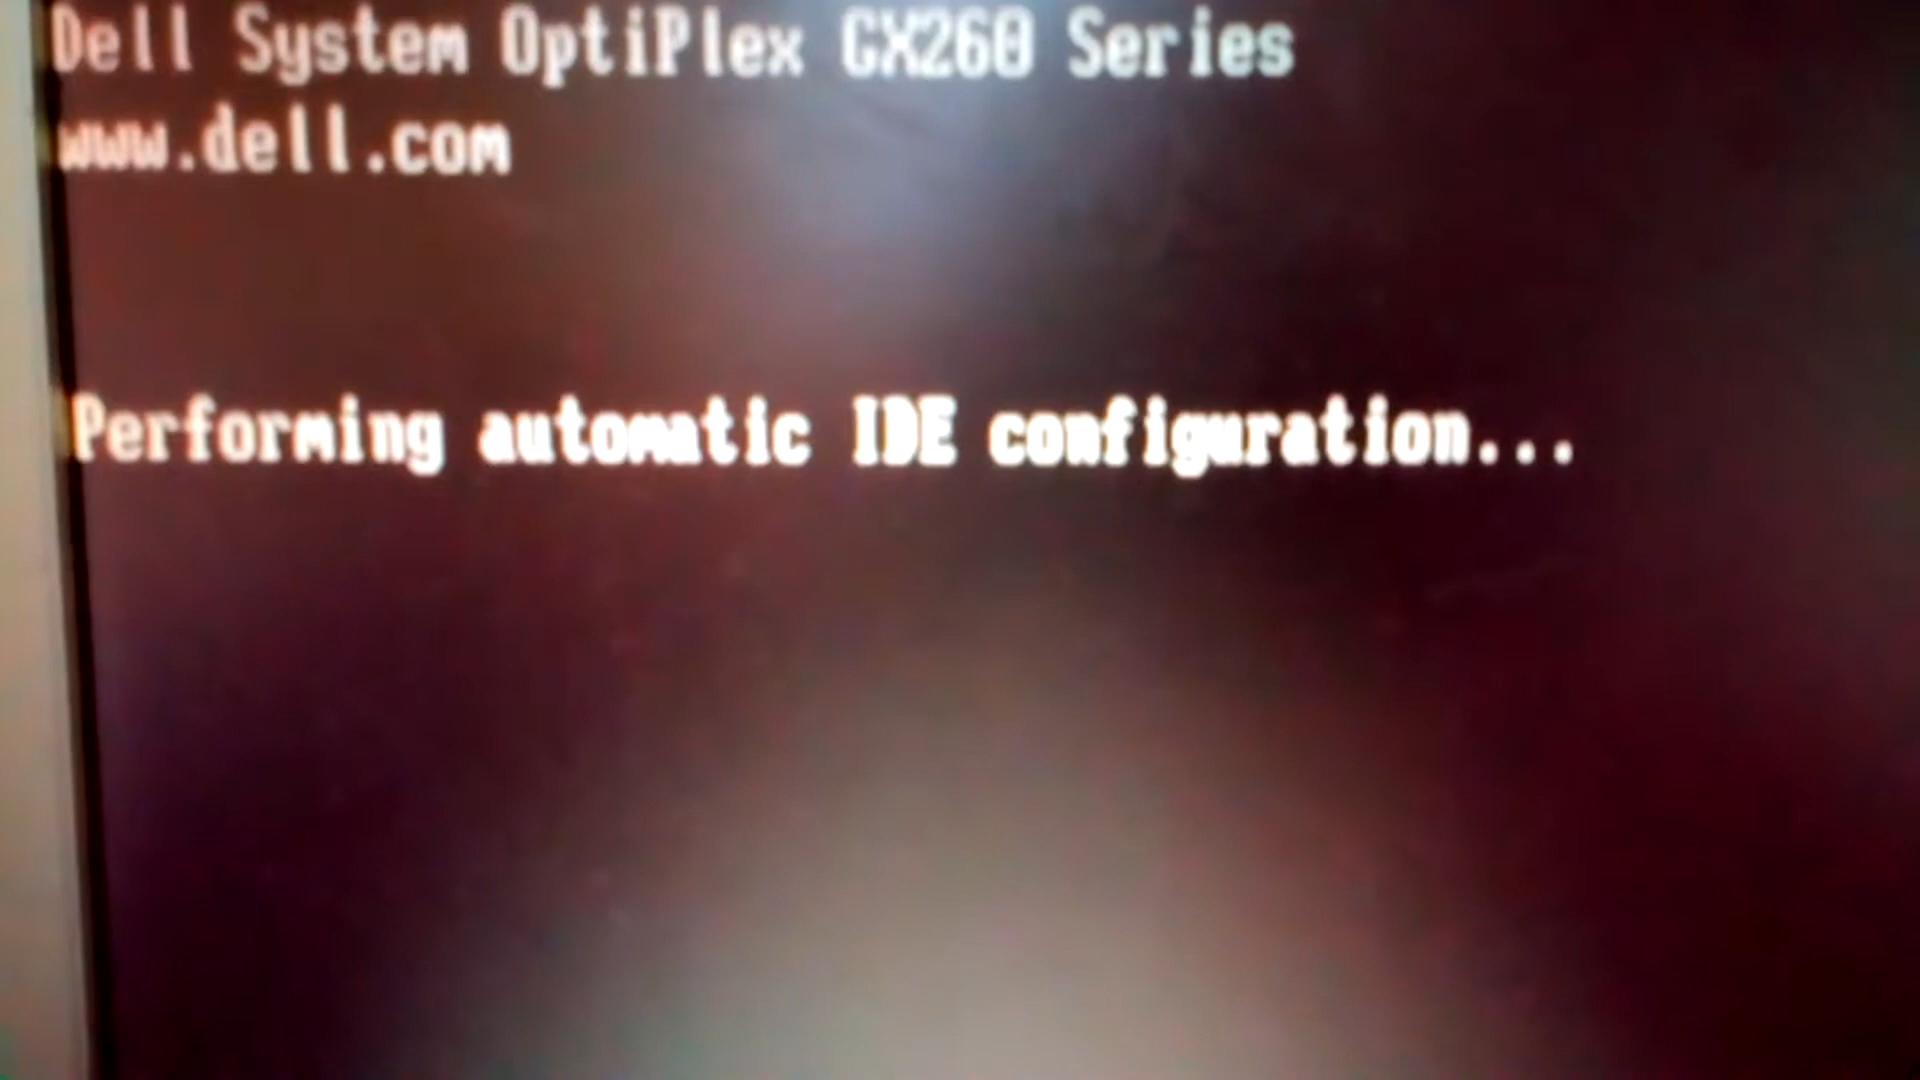 Dell System OptiPlex GX260 Series
www.dell.com
Performing automatic IDE configuration...